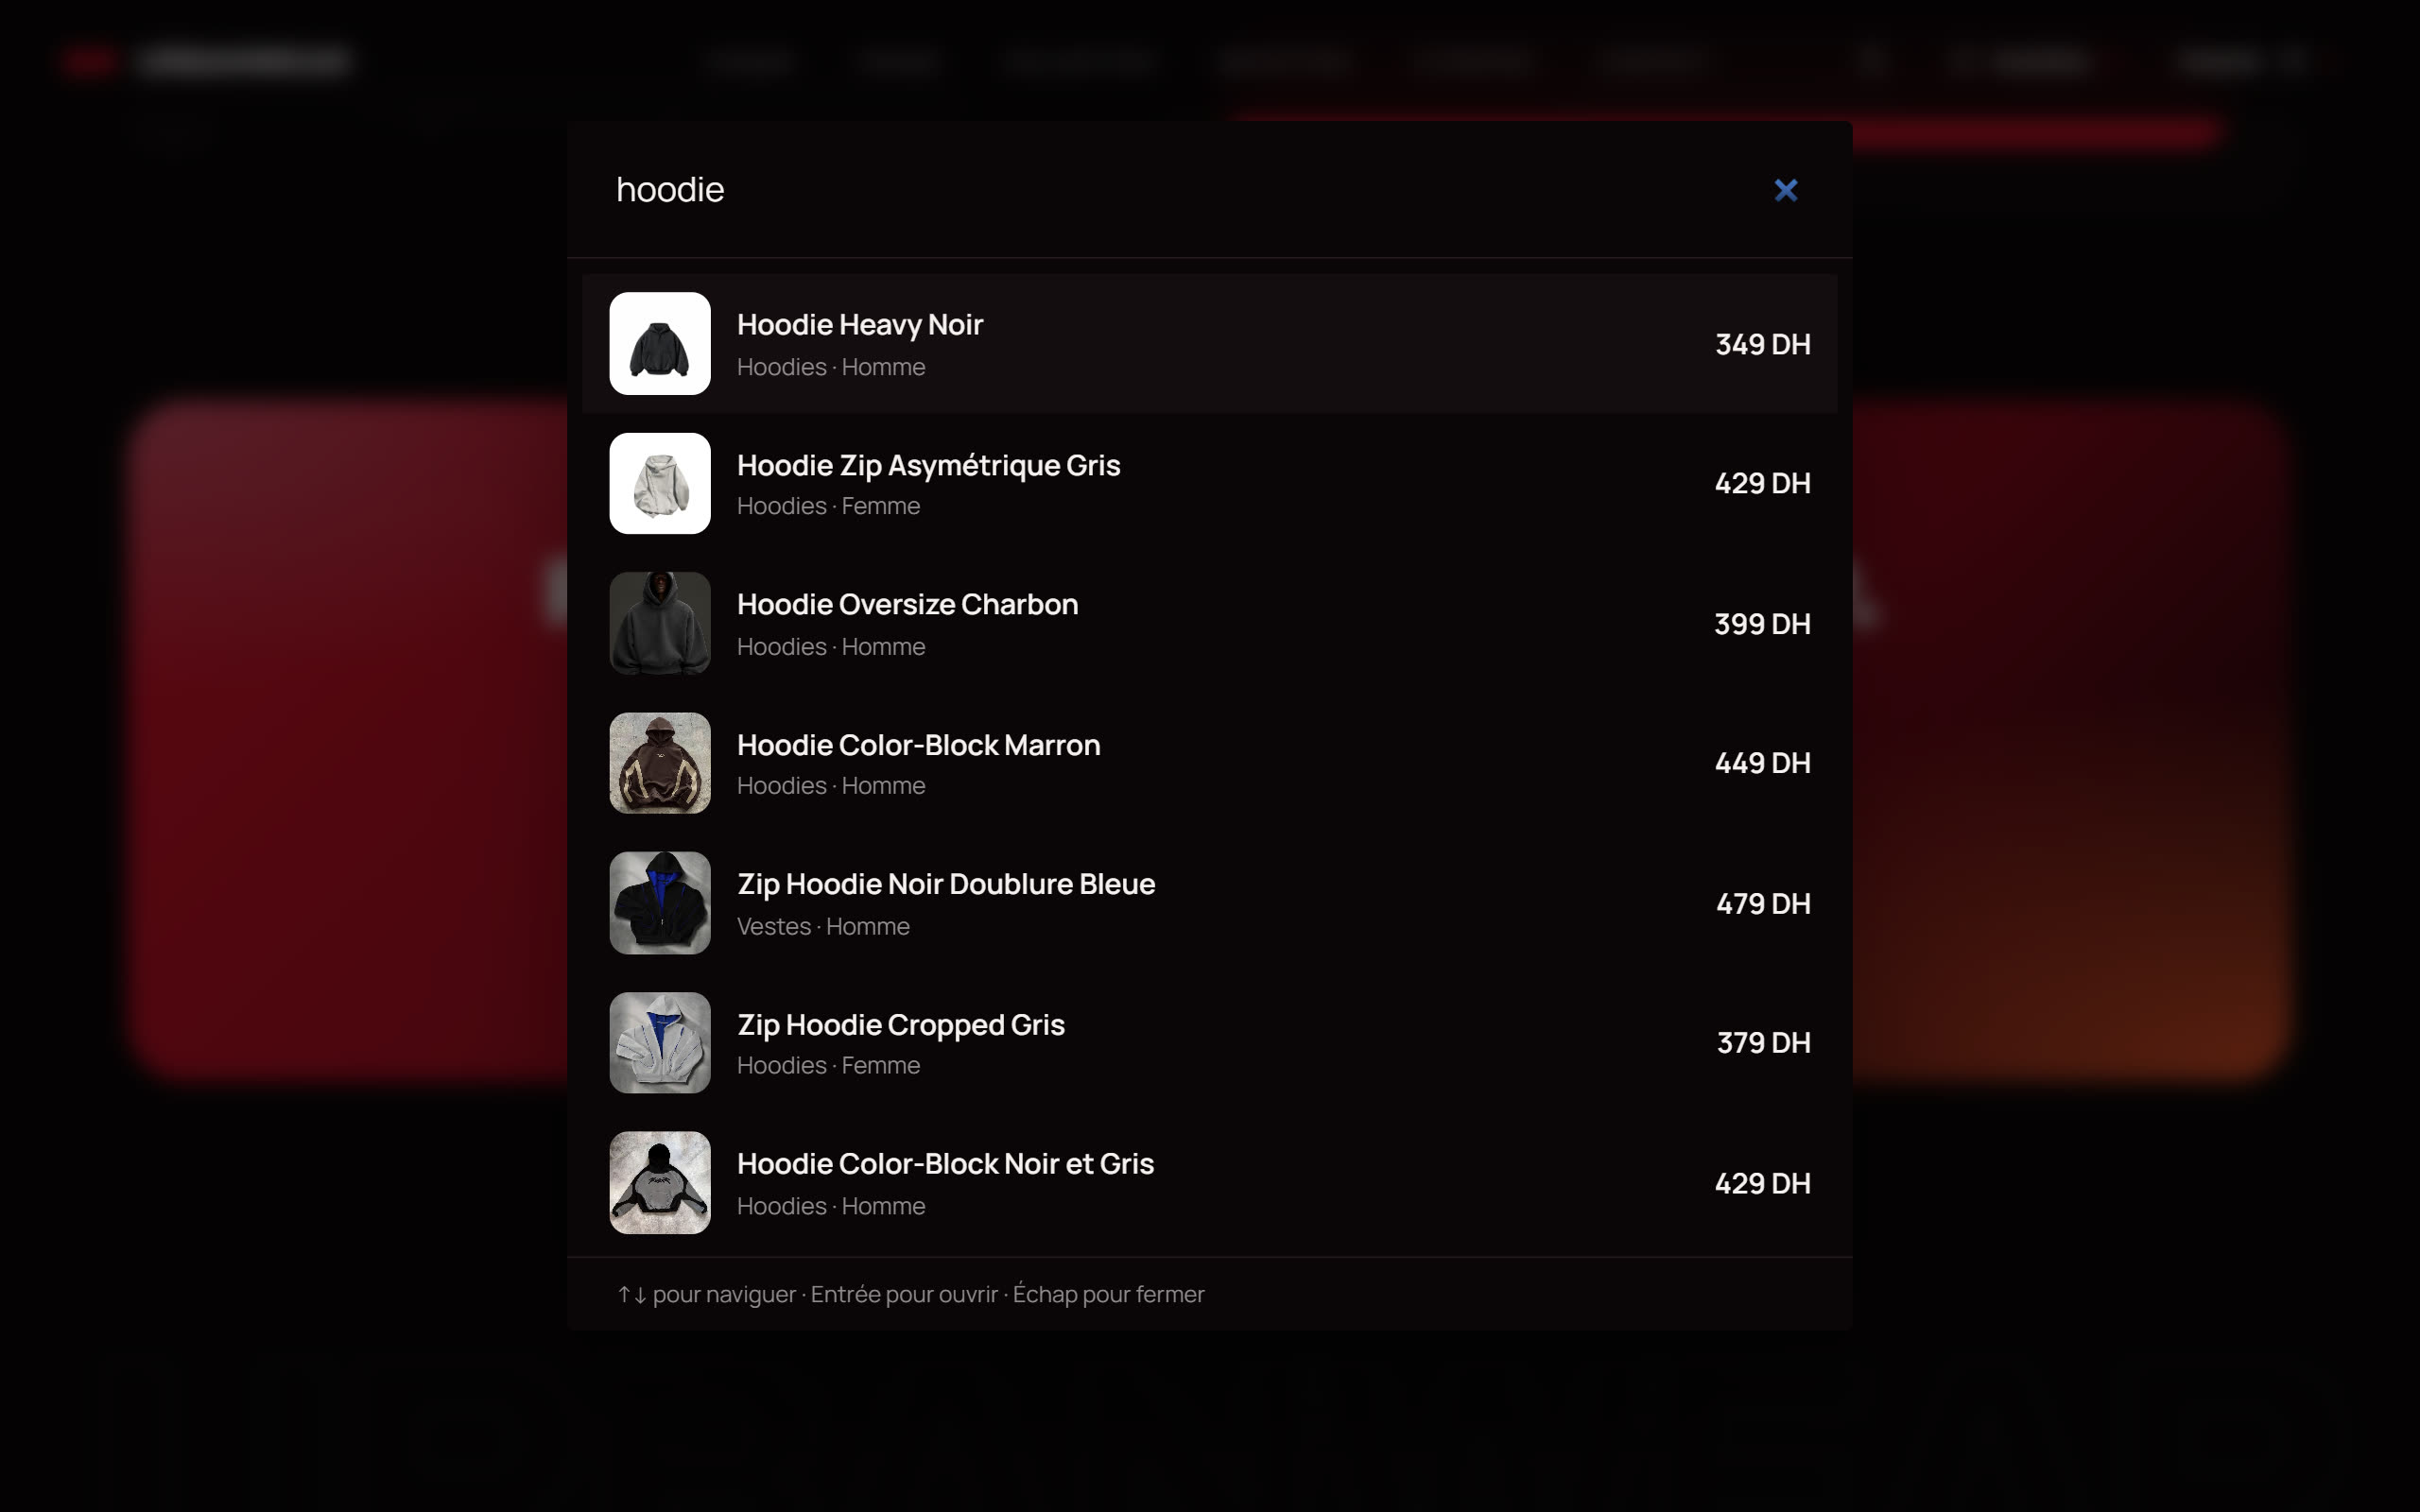 hoodie
Hoodie Heavy Noir
Hoodies · Homme
349 DH
Hoodie Zip Asymétrique Gris
Hoodies · Femme
429 DH
Hoodie Oversize Charbon
Hoodies · Homme
399 DH
Hoodie Color-Block Marron
Hoodies · Homme
449 DH
Zip Hoodie Noir Doublure Bleue
Vestes · Homme
479 DH
Zip Hoodie Cropped Gris
Hoodies · Femme
379 DH
Hoodie Color-Block Noir et Gris
Hoodies · Homme
429 DH
↑↓ pour naviguer · Entrée pour ouvrir · Échap pour fermer